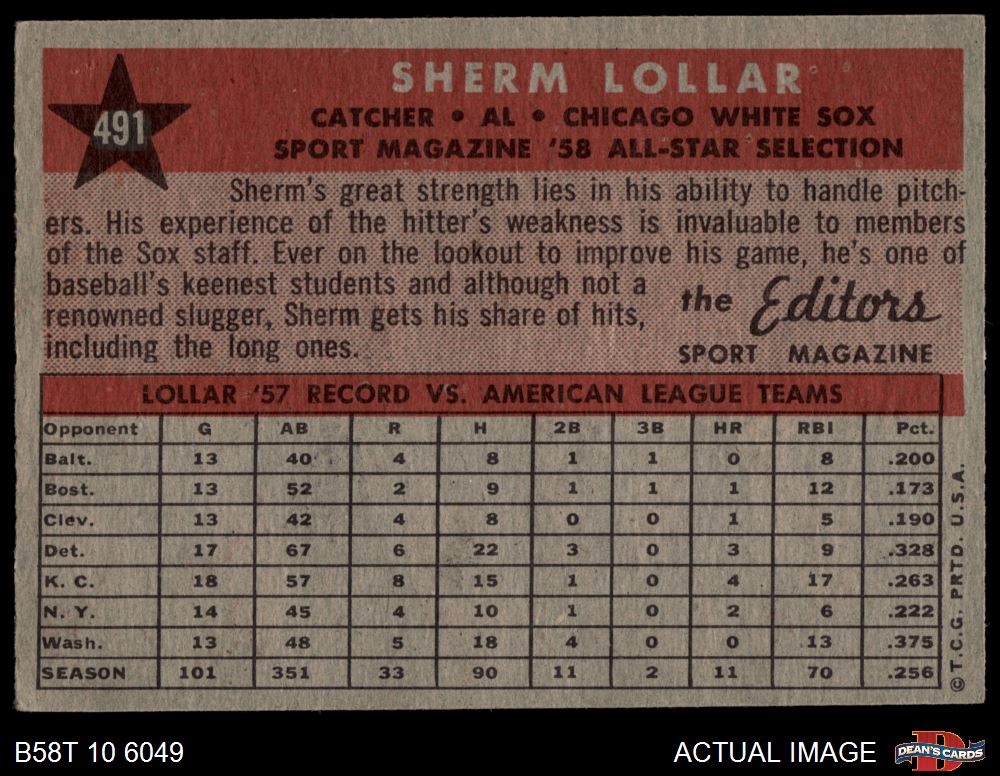 SHERM LOLLAR
491
CATCHER • AL • CHICAGO WHITE SOX
SPORT MAGAZINE '58 ALL-STAR SELECTION
Sherm's great strength lies in his ability to handle pitch-
ers. His experience of the hitter's weakness is invaluable to members
of the Sox staff. Ever on the lookout to improve his game, he's one of
baseball's keenest students and although not a
renowned slugger, Sherm gets his share of hits,
including the long ones.
the Editors
SPORT MAGAZINE
LOLLAR '57 RECORD VS. AMERICAN LEAGUE TEAMS
Opponent G AB R H 2B 3B HR RBI Pct.
Balt. 13 40 4 8 1 1 0 8 .200
Bost. 13 52 2 9 1 1 1 12 .173
Clev. 13 42 4 8 0 0 1 5 .190
Det. 17 67 6 22 3 0 3 9 .328
K. C. 18 57 8 15 1 0 4 17 .263
N. Y. 14 45 4 10 1 0 2 6 .222
Wash. 13 48 5 18 4 0 0 13 .375
SEASON 101 351 33 90 11 2 11 70 .256
© T.C.G. PRTD. U.S.A.
B58T 10 6049
ACTUAL IMAGE
DEAN'S CARDS